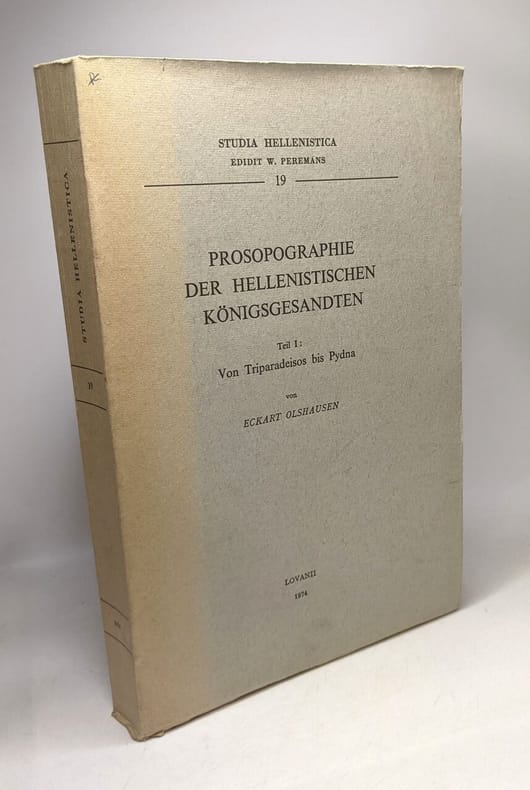 STUDIA HELLENISTICA
EDIDIT W. PEREMANS
19
PROSOPOGRAPHIE
DER HELLENISTISCHEN
KÖNIGSGESANDTEN
Teil I:
Von Triparadeisos bis Pydna
von
ECKART OLSHAUSEN
LOVANII
1974
STUDIA HELLENISTICA